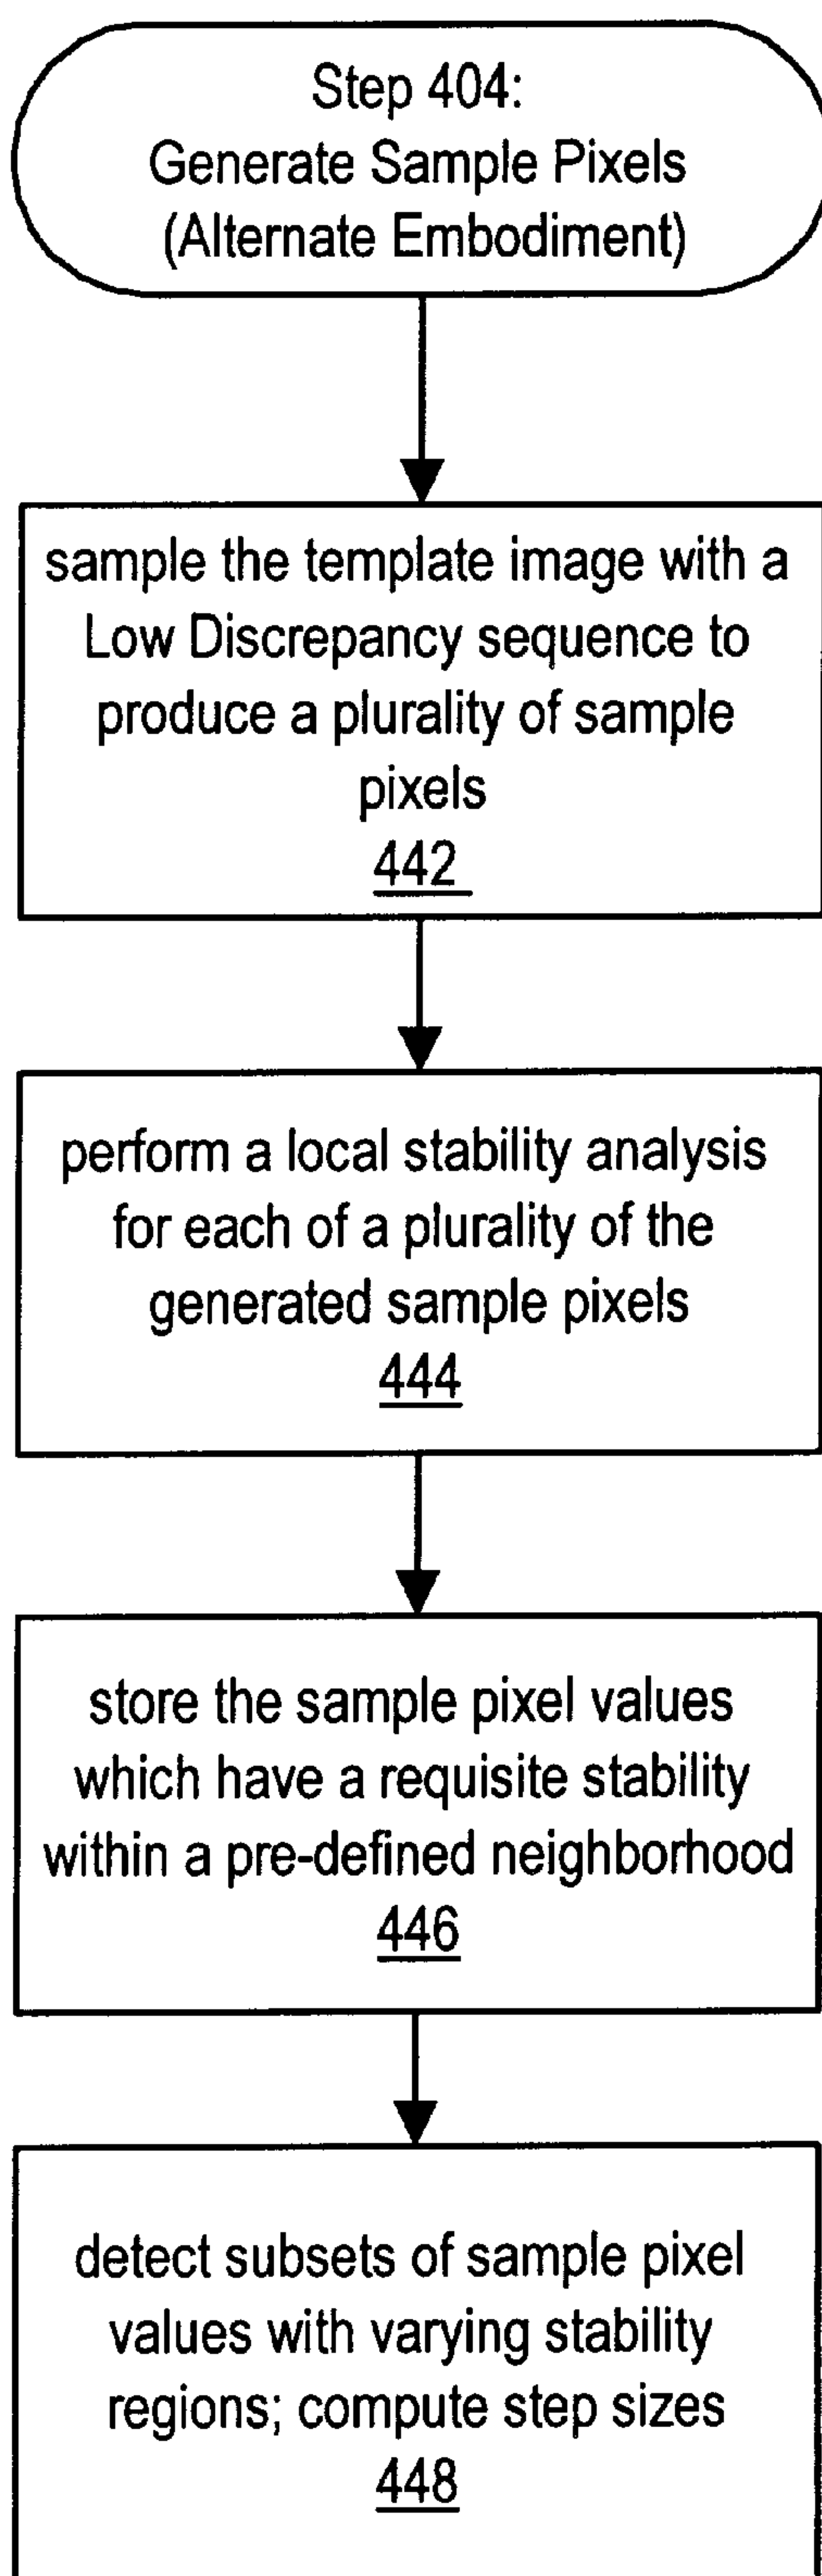 Step 404:
Generate Sample Pixels
(Alternate Embodiment)
sample the template image with a
Low Discrepancy sequence to
produce a plurality of sample
pixels
442
perform a local stability analysis
for each of a plurality of the
generated sample pixels
444
store the sample pixel values
which have a requisite stability
within a pre-defined neighborhood
446
detect subsets of sample pixel
values with varying stability
regions; compute step sizes
448